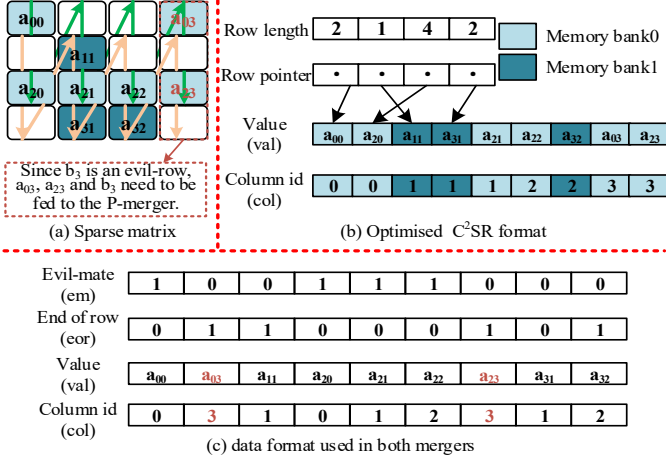 a00 a03
a11
a20 a21 a22 a23
a31 a32
Since b3 is an evil-row,
a03, a23 and b3 need to be
fed to the P-merger.
(a) Sparse matrix
Row length 2 1 4 2
Memory bank0
Row pointer
Memory bank1
Value
(val)
a00 a20 a11 a31 a21 a22 a32 a03 a23
Column id
(col)
0 0 1 1 1 2 2 3 3
(b) Optimised C²SR format
Evil-mate
(em)
1 0 0 1 1 1 0 0 0
End of row
(eor)
0 1 1 0 0 0 1 0 1
Value
(val)
a00 a03 a11 a20 a21 a22 a23 a31 a32
Column id
(col)
0 3 1 0 1 2 3 1 2
(c) data format used in both mergers